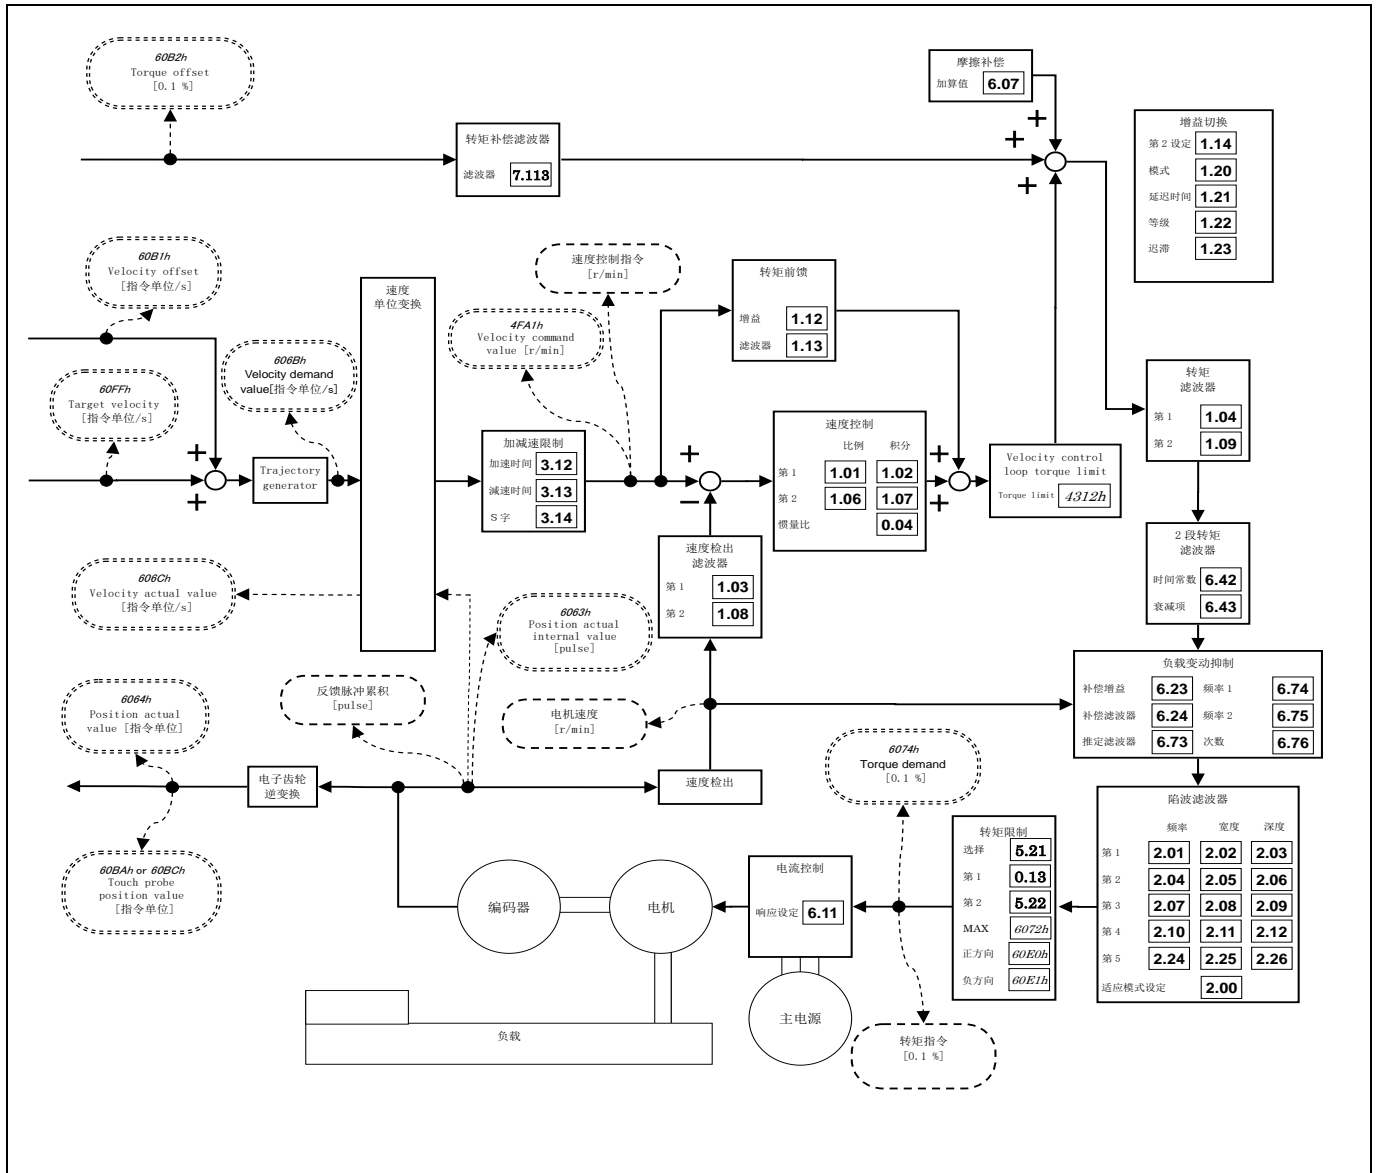 60B2h
Torque offset
[0.1 %]
摩擦补偿
加算值 6.07
+
+
+
转矩补偿滤波器
滤波器 7.113
增益切换
第２设定 1.14
模式 1.20
延迟时间 1.21
等级 1.22
迟滞 1.23
60B1h
Velocity offset
[指令单位/s]
速度控制指令
[r/min]
转矩前馈
增益 1.12
滤波器 1.13
速度
单位变换
4FA1h
Velocity command
value [r/min]
606Bh
Velocity demand
value[指令单位/s]
60FFh
Target velocity
[指令单位/s]
+
+
Trajectory
generator
加减速限制
加速时间 3.12
减速时间 3.13
Ｓ字 3.14
+
−
速度控制
比例 积分
第１ 1.01 1.02
第２ 1.06 1.07
惯量比 0.04
+
+
Velocity control
loop torque limit
Torque limit 4312h
转矩
滤波器
第１ 1.04
第２ 1.09
2段转矩
滤波器
时间常数 6.42
衰减项 6.43
速度检出
滤波器
第１ 1.03
第２ 1.08
606Ch
Velocity actual value
[指令单位/s]
6063h
Position actual
internal value
[pulse]
负载变动抑制
补偿增益 6.23 频率１ 6.74
补偿滤波器 6.24 频率２ 6.75
推定滤波器 6.73 次数 6.76
6064h
Position actual
value [指令单位]
反馈脉冲累积
[pulse]
电机速度
[r/min]
6074h
Torque demand
[0.1 %]
电子齿轮
逆变换
速度检出
陷波滤波器
频率 宽度 深度
第１ 2.01 2.02 2.03
第２ 2.04 2.05 2.06
第３ 2.07 2.08 2.09
第４ 2.10 2.11 2.12
第５ 2.24 2.25 2.26
适应模式设定 2.00
转矩限制
选择 5.21
第１ 0.13
第２ 5.22
MAX 6072h
正方向 60E0h
负方向 60E1h
60BAh or 60BCh
Touch probe
position value
[指令单位]
编码器
电机
电流控制
响应设定 6.11
主电源
负载
转矩指令
[0.1 %]